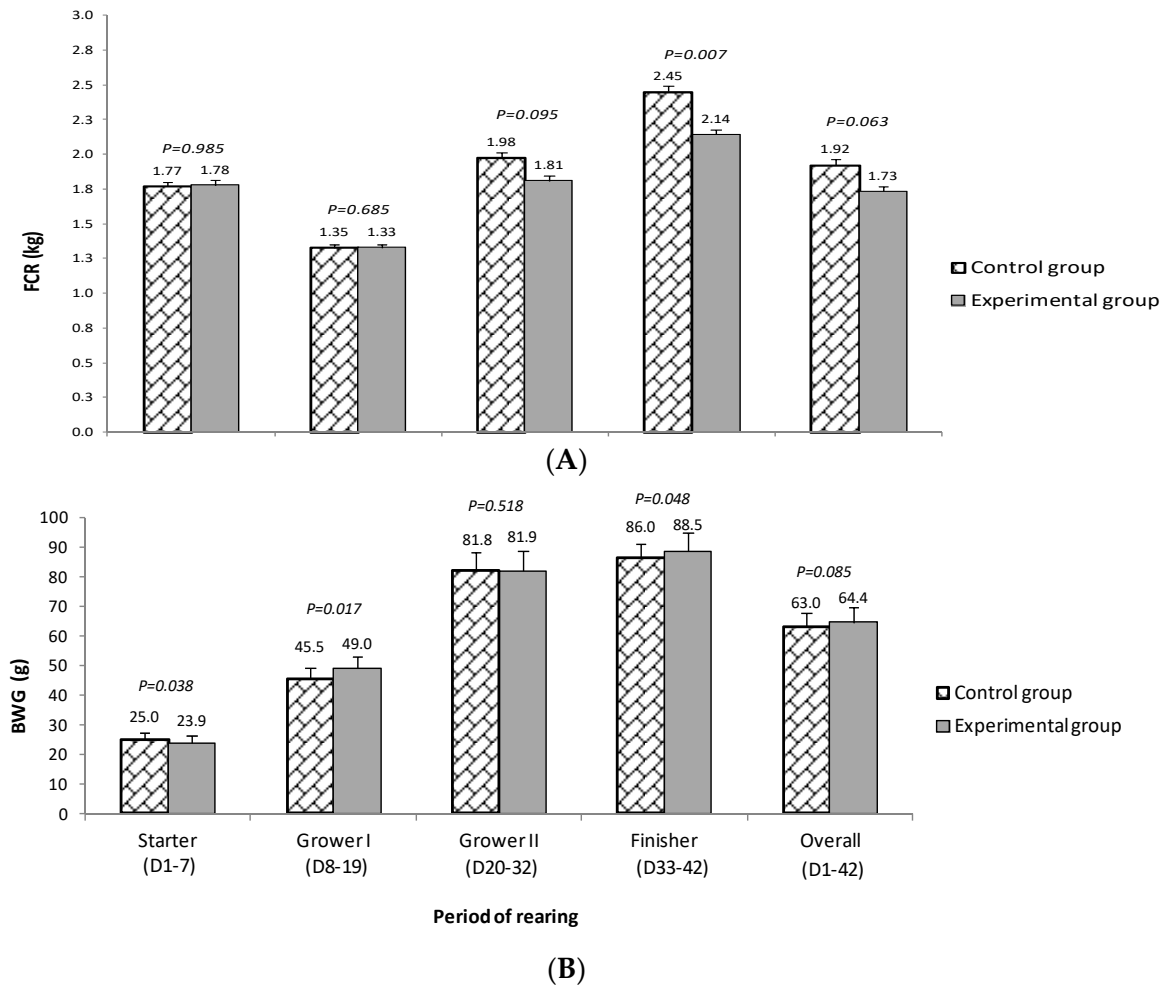 3.0
2.8
2.5
2.3
2.0
1.8
1.5
1.3
1.0
0.8
0.5
0.3
0.0
FCR (kg)
P=0.985
1.77 1.78
P=0.685
1.35 1.33
P=0.095
1.98
1.81
P=0.007
2.45
2.14
P=0.063
1.92
1.73
Control group
Experimental group
(A)
100
90
80
70
60
50
40
30
20
10
0
BWG (g)
P=0.038
25.0 23.9
P=0.017
45.5 49.0
P=0.518
81.8 81.9
P=0.048
86.0 88.5
P=0.085
63.0 64.4
Control group
Experimental group
Starter
(D1-7)
Grower I
(D8-19)
Grower II
(D20-32)
Finisher
(D33-42)
Overall
(D1-42)
Period of rearing
(B)